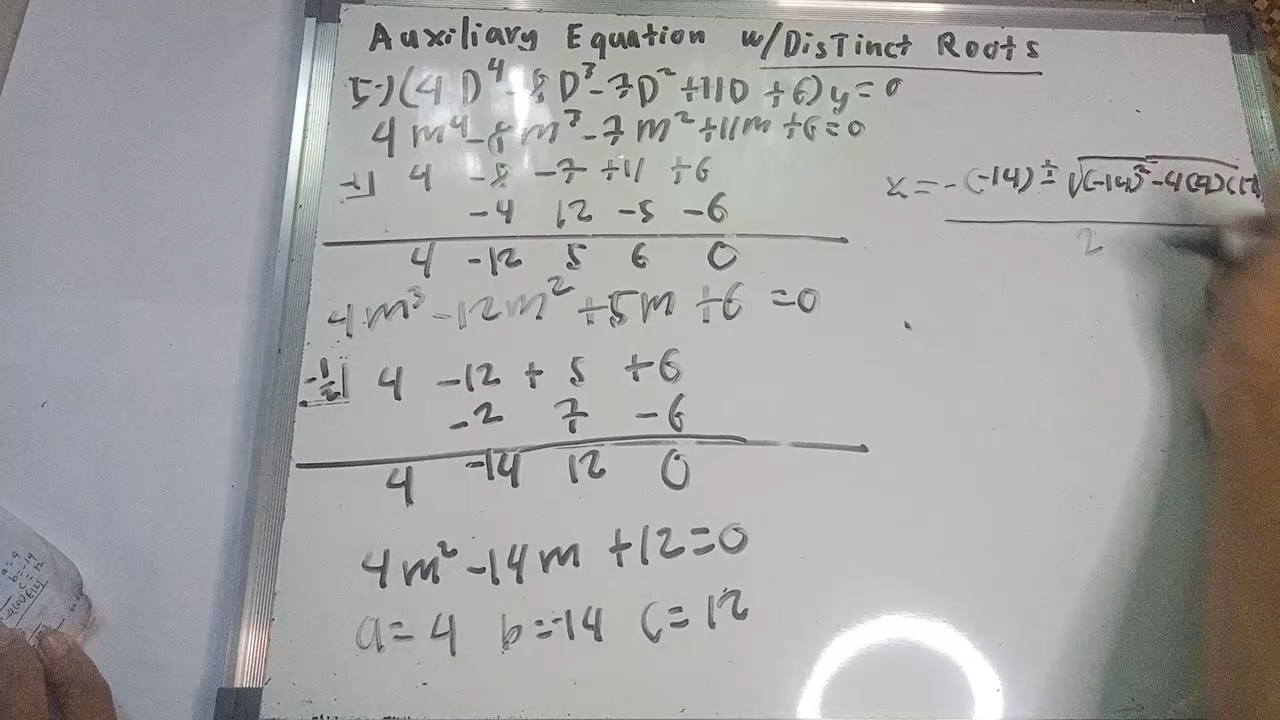 Auxiliary Equation w/DisTinct Roots
5.)(4D⁴-8D³-7D²+11D+6)y=0
4m⁴-8m³-7m²+11m+6=0
-1 4 -8 -7 +11 +6
-4 12 -5 -6
4 -12 5 6 0
4m³-12m²+5m+6=0
-1/2 4 -12 +5 +6
-2 7 -6
4 -14 12 0
4m²-14m+12=0
a=4 b=-14 c=12
x=-(-14)±√(-14)²-4(4)(12
2
a=4
b=-14
c=12